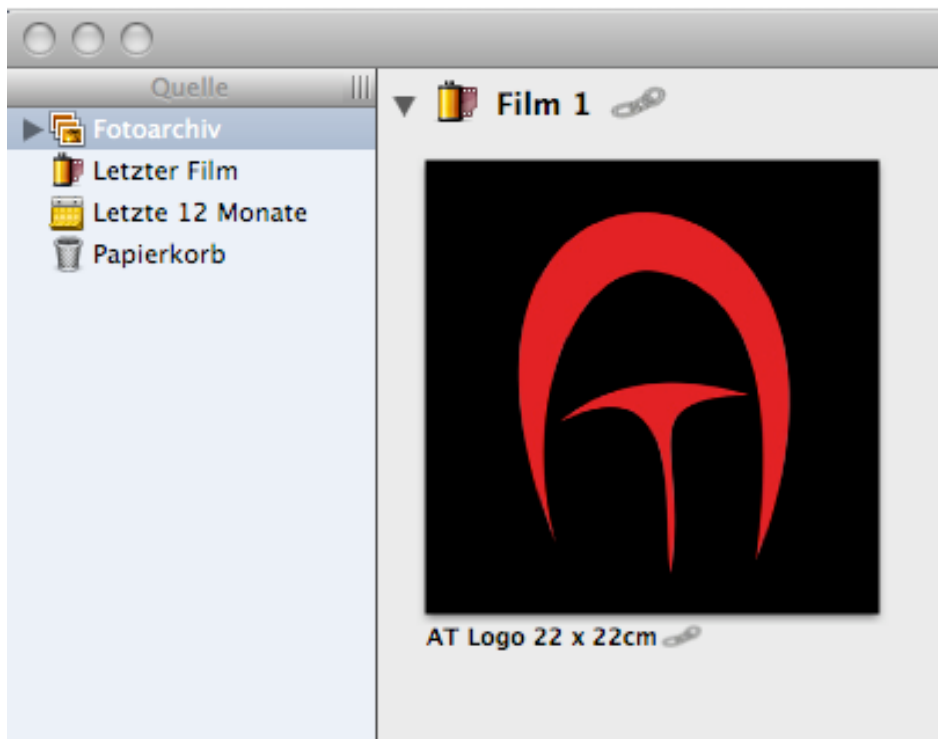 Quelle
Fotoarchiv
Letzter Film
Letzte 12 Monate
Papierkorb
Film 1
AT Logo 22 x 22cm